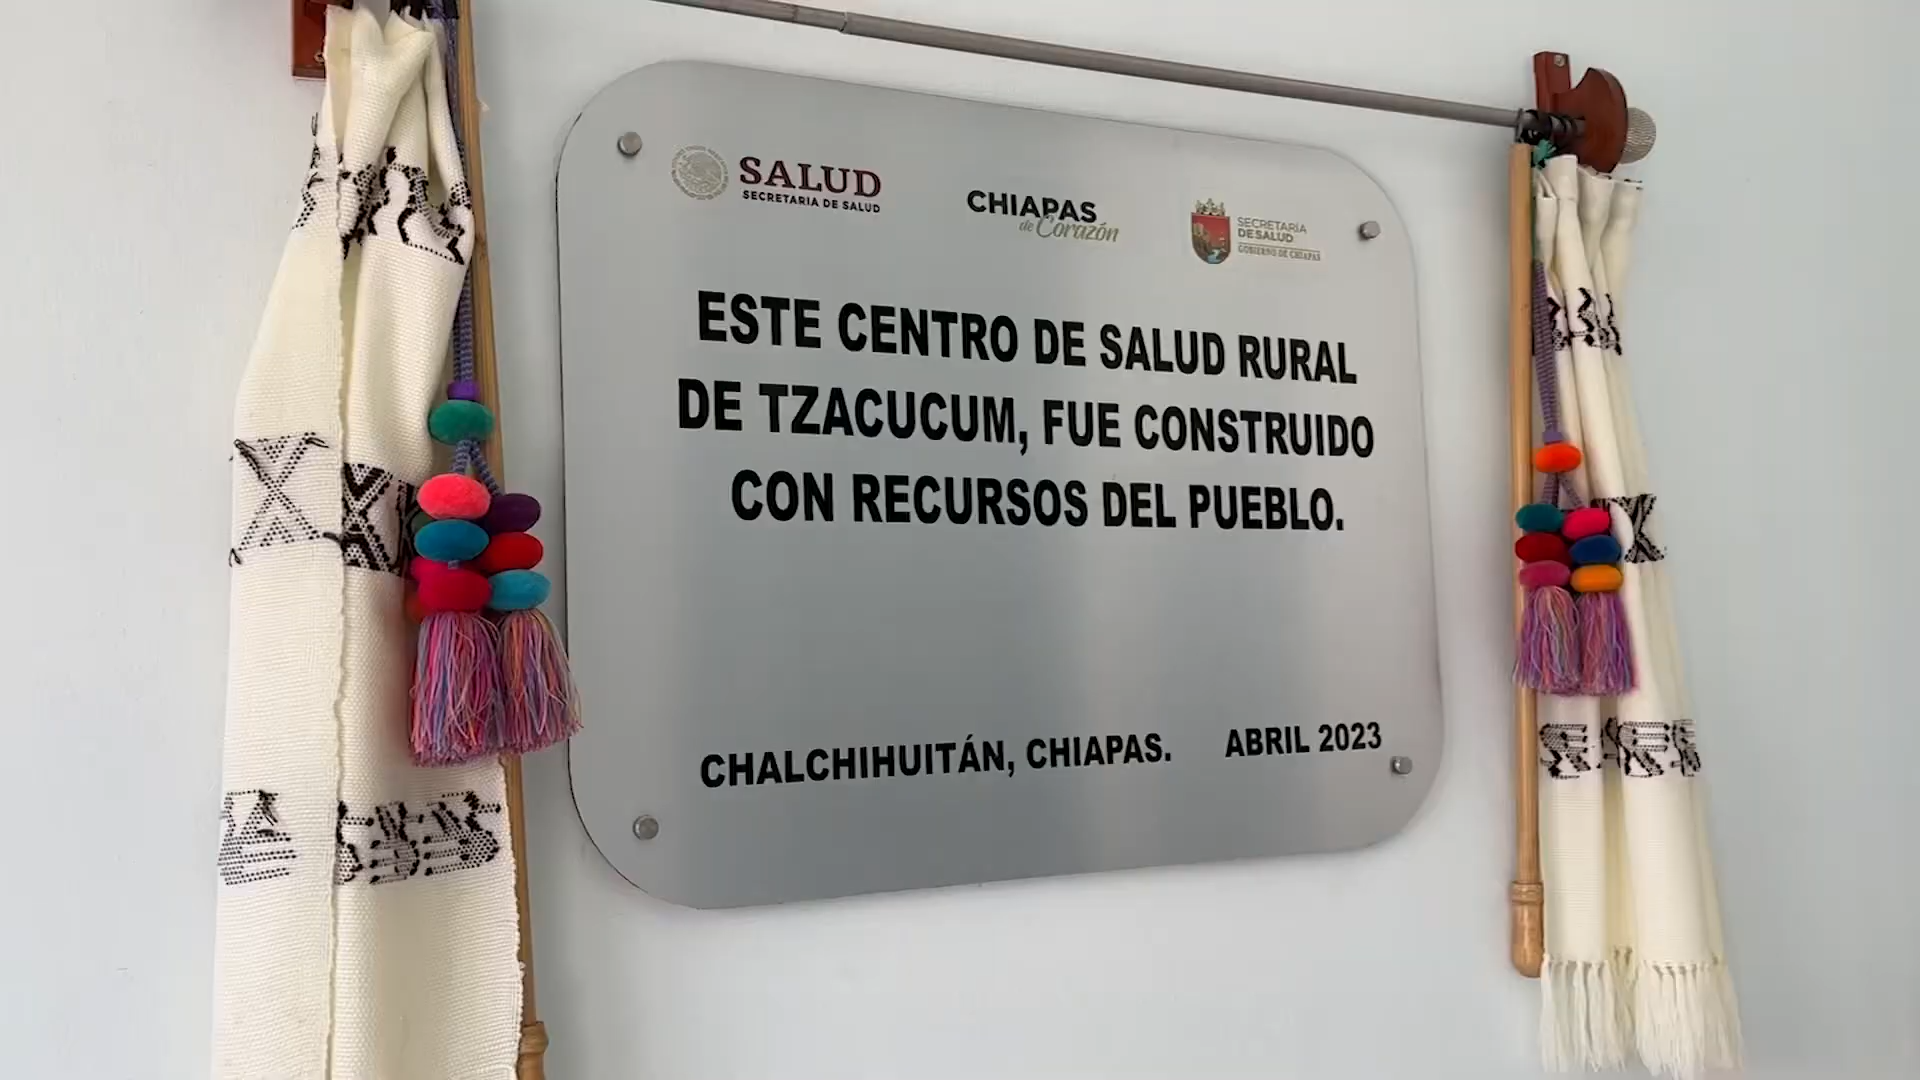 SALUD
SECRETARIA DE SALUD
CHIAPAS
de Corazón
SECRETARÍA
DE SALUD
GOBIERNO DE CHIAPAS
ESTE CENTRO DE SALUD RURAL
DE TZACUCUM, FUE CONSTRUIDO
CON RECURSOS DEL PUEBLO.
CHALCHIHUITÁN, CHIAPAS. ABRIL 2023